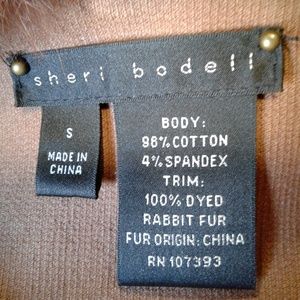 sheri bodell
S
MADE IN
CHINA
BODY:
96% COTTON
4% SPANDEX
TRIM:
100% DYED
RABBIT FUR
FUR ORIGIN: CHINA
RN 107393